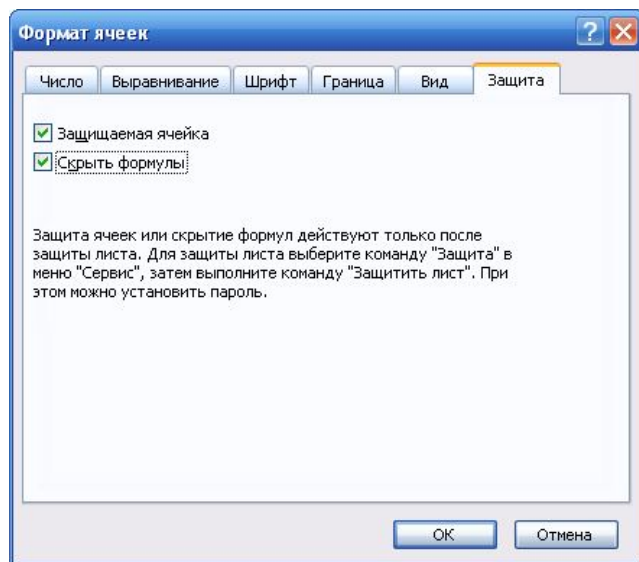 Формат ячеек
Число Выравнивание Шрифт Граница Вид Защита
Защищаемая ячейка
Скрыть формулы
Защита ячеек или скрытие формул действуют только после
защиты листа. Для защиты листа выберите команду "Защита" в
меню "Сервис", затем выполните команду "Защитить лист". При
этом можно установить пароль.
ОК Отмена